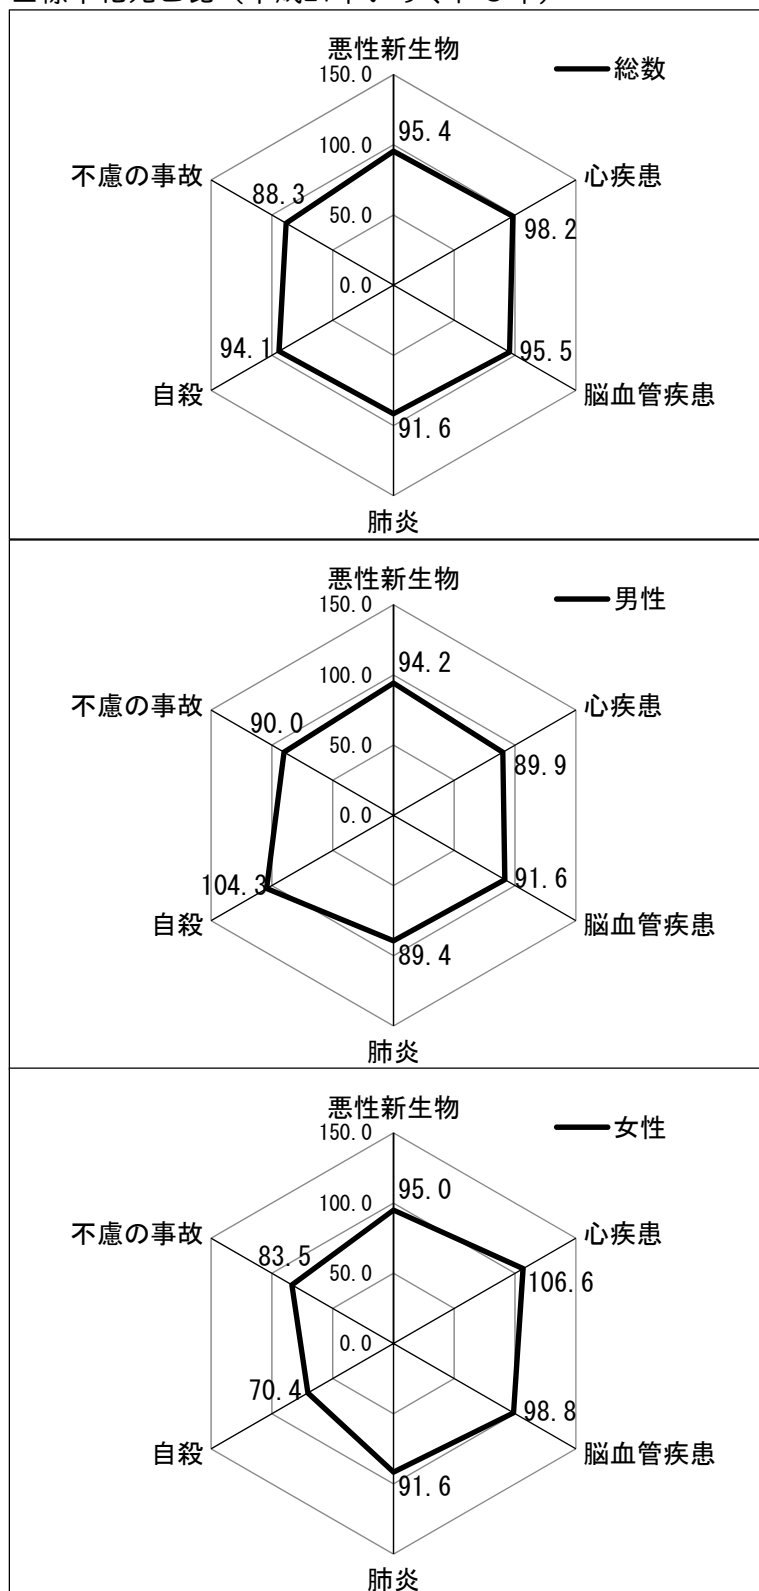 悪性新生物
150.0
総数
100.0
95.4
不慮の事故
心疾患
88.3
50.0
98.2
0.0
94.1
95.5
自殺
脳血管疾患
91.6
肺炎
悪性新生物
150.0
男性
100.0
94.2
不慮の事故
心疾患
90.0
50.0
89.9
0.0
104.3
91.6
自殺
脳血管疾患
89.4
肺炎
悪性新生物
150.0
女性
100.0
95.0
不慮の事故
心疾患
83.5
50.0
106.6
0.0
70.4
98.8
自殺
脳血管疾患
91.6
肺炎